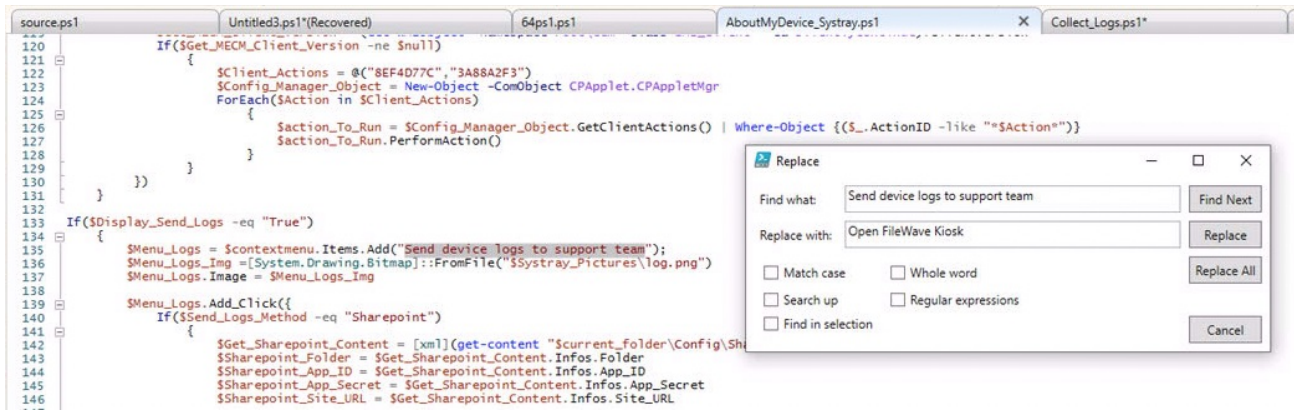 source.ps1 Untitled3.ps1*(Recovered) 64ps1.ps1 AboutMyDevice_Systray.ps1 X Collect_Logs.ps1*
120 If($Get_MECM_Client_Version -ne $null)
121 {
122 $Client_Actions = @("8EF4D77C","3A88A2F3")
123 $Config_Manager_Object = New-Object -ComObject CPApplet.CPAppletMgr
124 ForEach($Action in $Client_Actions)
125 {
126 $action_To_Run = $Config_Manager_Object.GetClientActions() | Where-Object {($_.ActionID -like "*$Action*")}
127 $action_To_Run.PerformAction()
128 }
129 }
130 })
131 }
132
133 If($Display_Send_Logs -eq "True")
134 {
135 $Menu_Logs = $contextmenu.Items.Add("Send device logs to support team");
136 $Menu_Logs_Img =[System.Drawing.Bitmap]::FromFile("$Systray_Pictures\log.png")
137 $Menu_Logs.Image = $Menu_Logs_Img
138
139 $Menu_Logs.Add_Click({
140 If($Send_Logs_Method -eq "Sharepoint")
141 {
142 $Get_Sharepoint_Content = [xml](get-content "$current_folder\Config\Sha
143 $Sharepoint_Folder = $Get_Sharepoint_Content.Infos.Folder
144 $Sharepoint_App_ID = $Get_Sharepoint_Content.Infos.App_ID
145 $Sharepoint_App_Secret = $Get_Sharepoint_Content.Infos.App_Secret
146 $Sharepoint_Site_URL = $Get_Sharepoint_Content.Infos.Site_URL
Replace
Find what: Send device logs to support team Find Next
Replace with: Open FileWave Kiosk Replace
Match case Whole word Replace All
Search up Regular expressions
Find in selection
Cancel